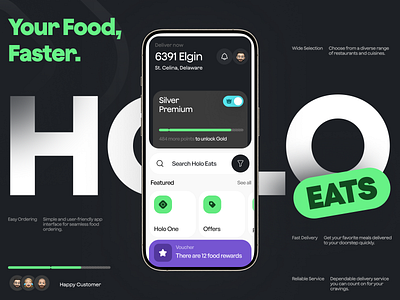 Your Food,
Faster.
Wide Selection
Choose from a diverse range
of restaurants and cuisines.
HOLO
EATS
Deliver now
6391 Elgin
St. Celina, Delaware
Silver
Premium
more points to unlock Gold
Search Holo Eats
Featured
See all
Holo One
Offers
Voucher
There are 12 food rewards
Easy Ordering
Simple and user-friendly app
interface for seamless food
ordering.
Fast Delivery
Get your favorite meals delivered
to your doorstep quickly.
Reliable Service
Dependable delivery service
you can count on for your
cravings.
Happy Customer